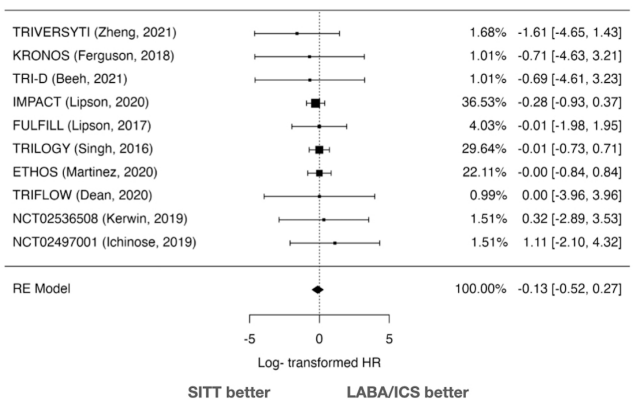 TRIVERSYTI (Zheng, 2021) 1.68% -1.61 [-4.65, 1.43]
KRONOS (Ferguson, 2018) 1.01% -0.71 [-4.63, 3.21]
TRI-D (Beeh, 2021) 1.01% -0.69 [-4.61, 3.23]
IMPACT (Lipson, 2020) 36.53% -0.28 [-0.93, 0.37]
FULFILL (Lipson, 2017) 4.03% -0.01 [-1.98, 1.95]
TRILOGY (Singh, 2016) 29.64% -0.01 [-0.73, 0.71]
ETHOS (Martinez, 2020) 22.11% -0.00 [-0.84, 0.84]
TRIFLOW (Dean, 2020) 0.99% 0.00 [-3.96, 3.96]
NCT02536508 (Kerwin, 2019) 1.51% 0.32 [-2.89, 3.53]
NCT02497001 (Ichinose, 2019) 1.51% 1.11 [-2.10, 4.32]
RE Model 100.00% -0.13 [-0.52, 0.27]
-5 0 5
Log- transformed HR
SITT better LABA/ICS better